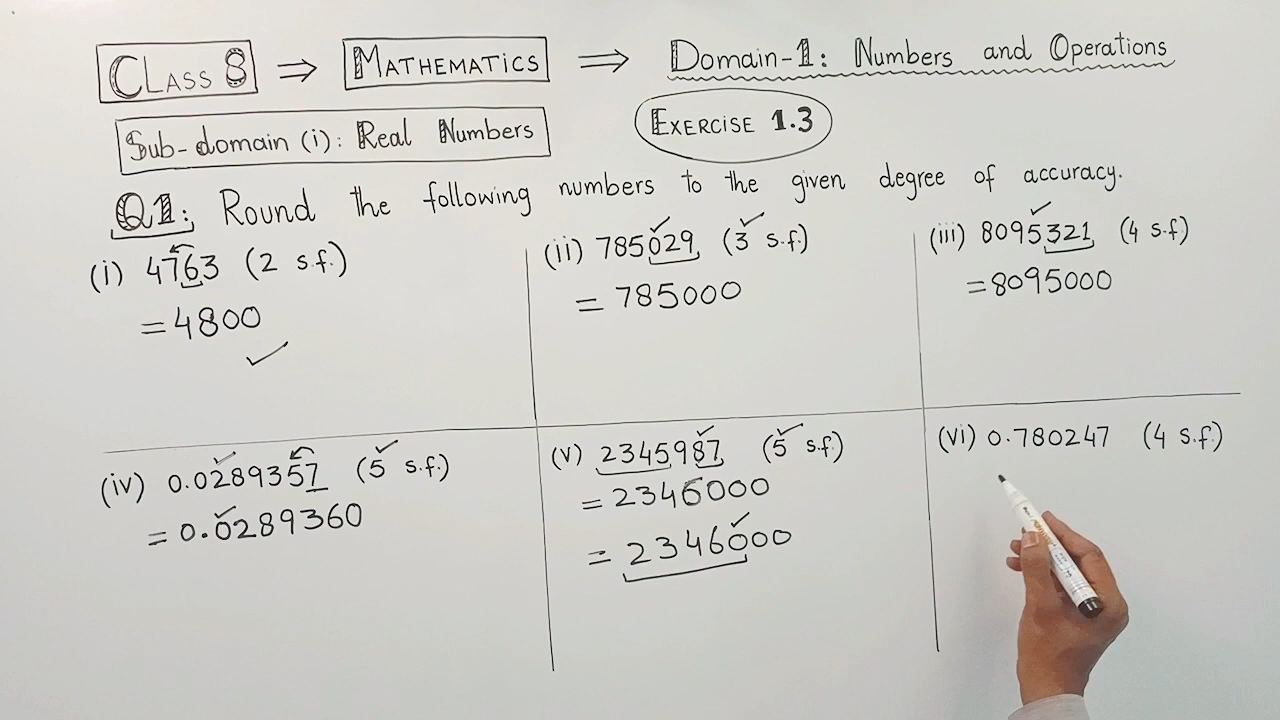 CLASS 8 ⇒ MATHEMATICS ⇒ Domain-1: Numbers and Operations
Sub-domain (i): Real Numbers
EXERCISE 1.3
Q1: Round the following numbers to the given degree of accuracy.
(i) 4763 (2 s.f.)
= 4800
(ii) 785029 (3 s.f.)
= 785000
(iii) 8095321 (4 s.f.)
= 8095000
(iv) 0.0289357 (5 s.f.)
= 0.0289360
(v) 2345987 (5 s.f.)
= 2346000
= 2346000
(vi) 0.780247 (4 s.f.)